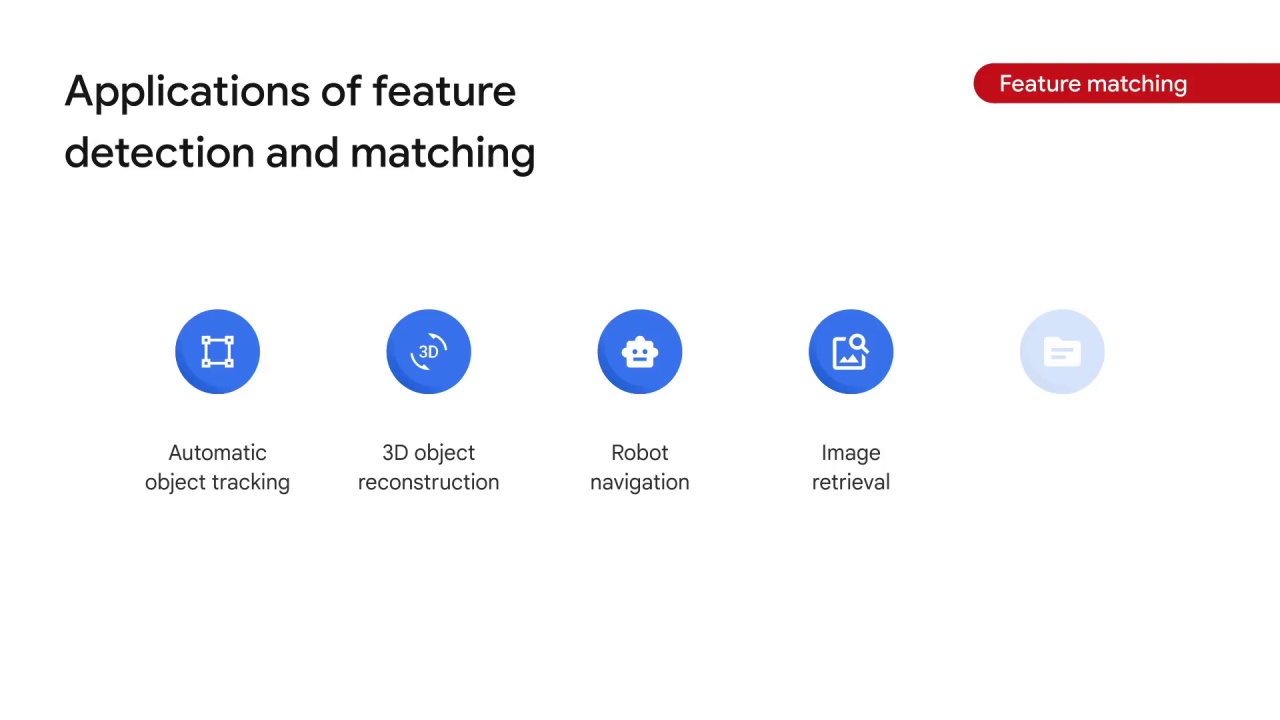 Applications of feature
detection and matching
Feature matching
3D
Automatic
object tracking
3D object
reconstruction
Robot
navigation
Image
retrieval